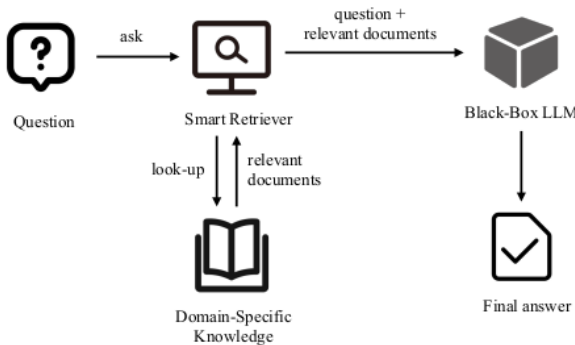 question +
relevant documents
ask
?
Question
Smart Retriever
Black-Box LLM
look-up
relevant
documents
Domain-Specific
Knowledge
Final answer